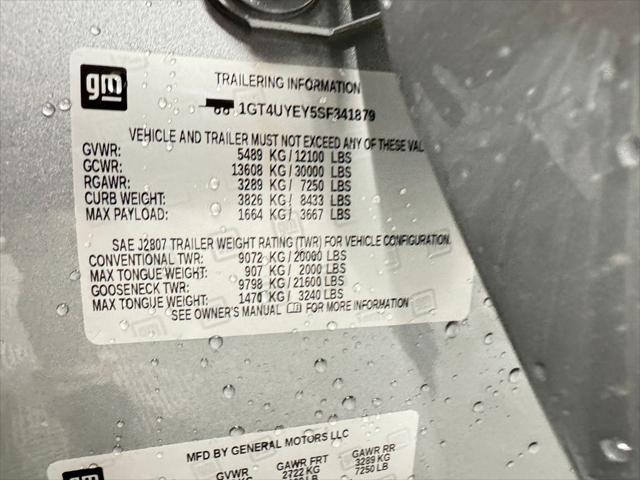 gm
TRAILERING INFORMATION
1GT4UYEY5SF341879
VEHICLE AND TRAILER MUST NOT EXCEED ANY OF THESE VAL
GVWR: 5489 KG/12100 LBS
GCWR: 13608 KG/30000 LBS
RGAWR: 3289 KG/ 7250 LBS
CURB WEIGHT: 3826 KG/ 8433 LBS
MAX PAYLOAD: 1664 KG/ 3667 LBS
SAE J2807 TRAILER WEIGHT RATING (TWR) FOR VEHICLE CONFIGURATION.
CONVENTIONAL TWR: 9072 KG/20000 LBS
MAX TONGUE WEIGHT: 907 KG/ 2000 LBS
GOOSENECK TWR: 9798 KG/21600 LBS
MAX TONGUE WEIGHT: 1470 KG/ 3240 LBS
SEE OWNER'S MANUAL FOR MORE INFORMATION
MFD BY GENERAL MOTORS LLC
gm
GVWR GAWR FRT GAWR RR
2722 KG 3289 KG
7250 LB